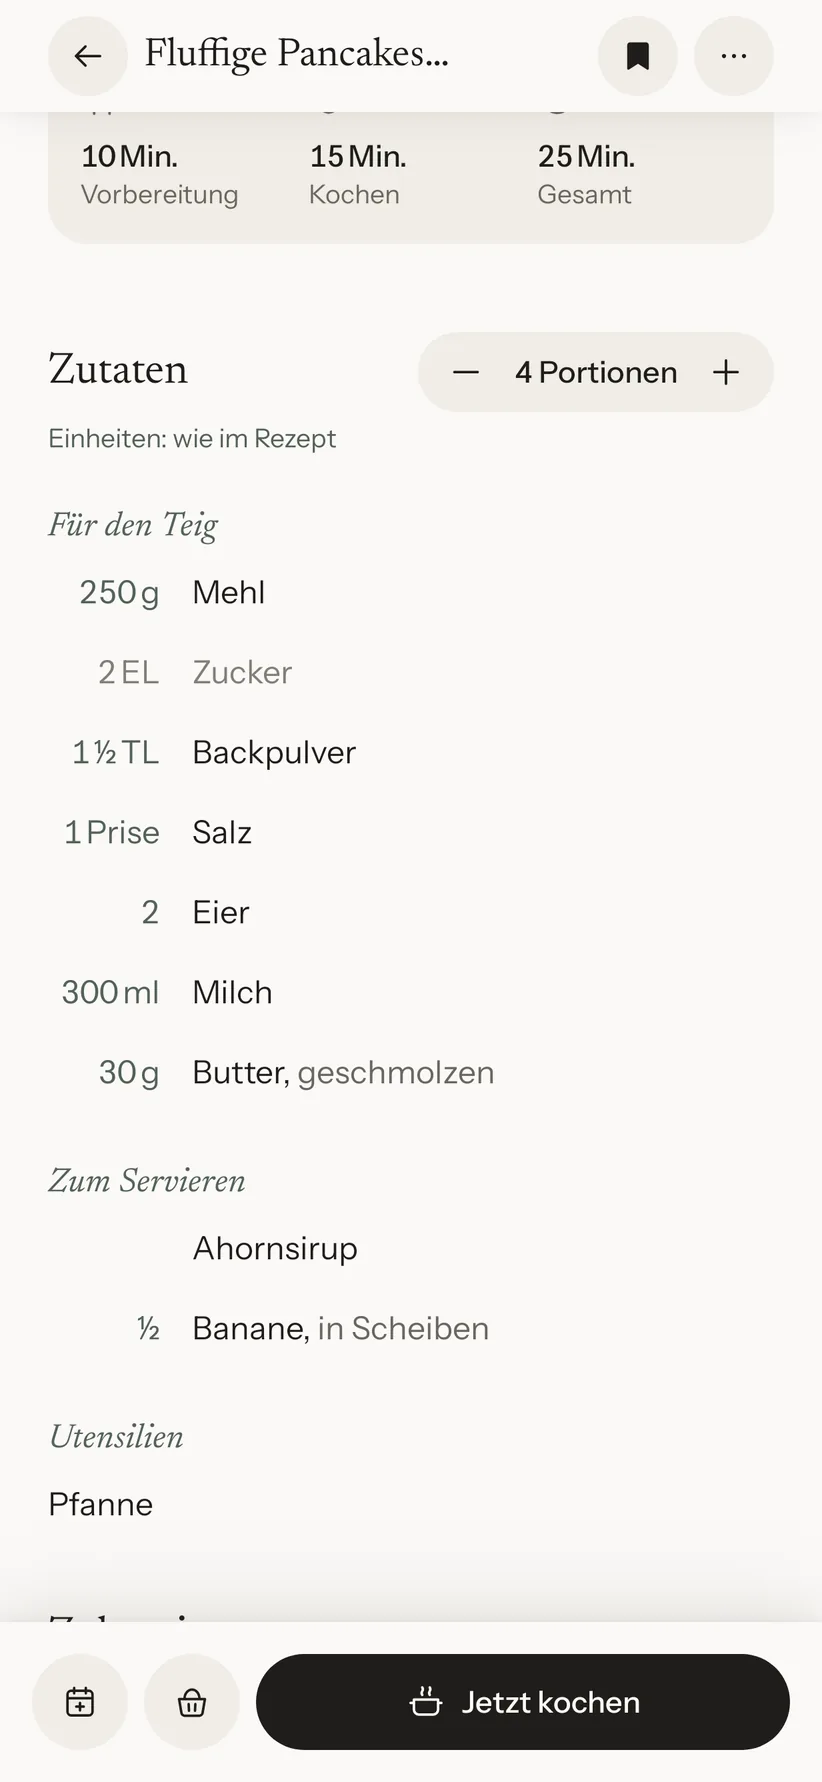 Fluffige Pancakes...
10 Min.
15 Min.
25 Min.
Vorbereitung
Kochen
Gesamt
Zutaten
4 Portionen
Einheiten: wie im Rezept
Für den Teig
250 g Mehl
2 EL Zucker
1 ½ TL Backpulver
1 Prise Salz
2 Eier
300 ml Milch
30 g Butter, geschmolzen
Zum Servieren
Ahornsirup
½ Banane, in Scheiben
Utensilien
Pfanne
Jetzt kochen